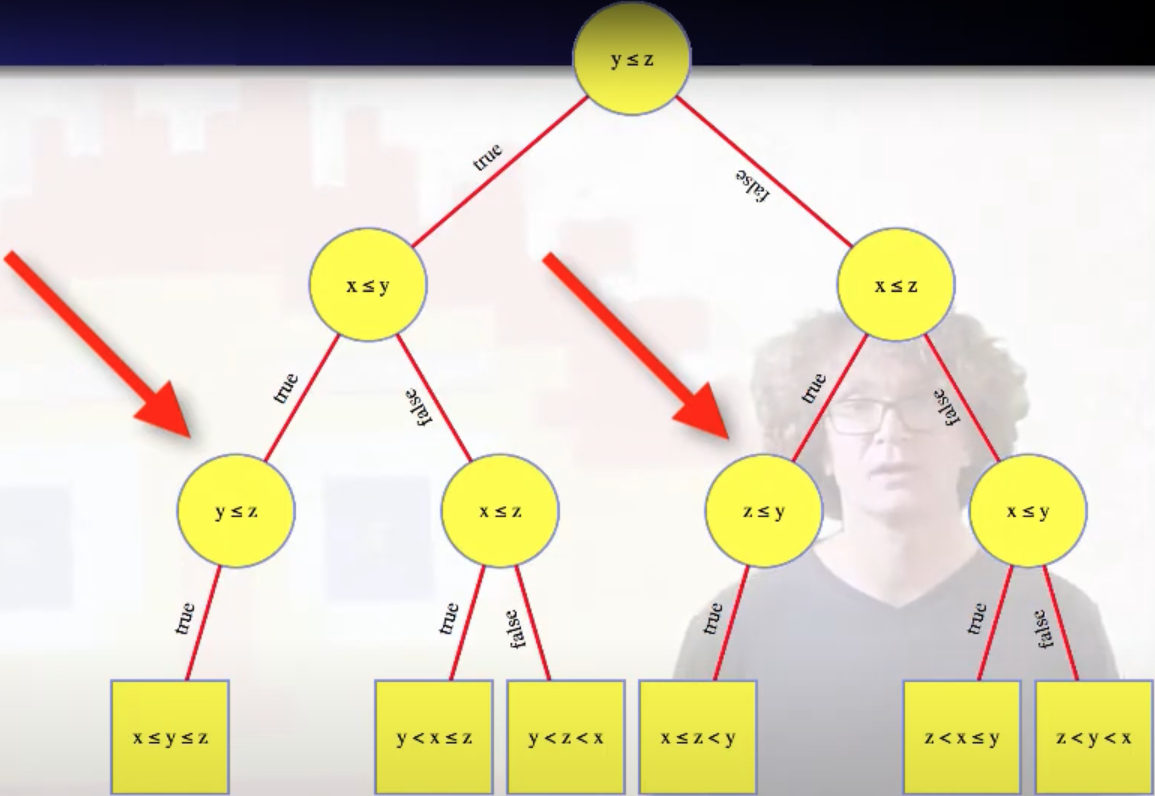 y ≤ z
true
false
x ≤ y
x ≤ z
true
false
true
false
y ≤ z
x ≤ z
z ≤ y
x ≤ y
true
true
false
true
true
false
x ≤ y ≤ z
y < x ≤ z
y < z < x
x ≤ z < y
z < x ≤ y
z < y < x